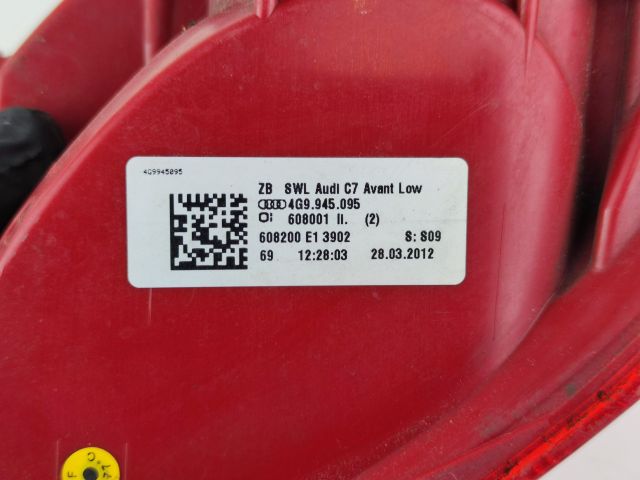 4G9945095
ZB SWL Audi C7 Avant Low
4G9.945.095
608001 II. (2)
608200 E1 3902 S: S09
69 12:28:03 28.03.2012